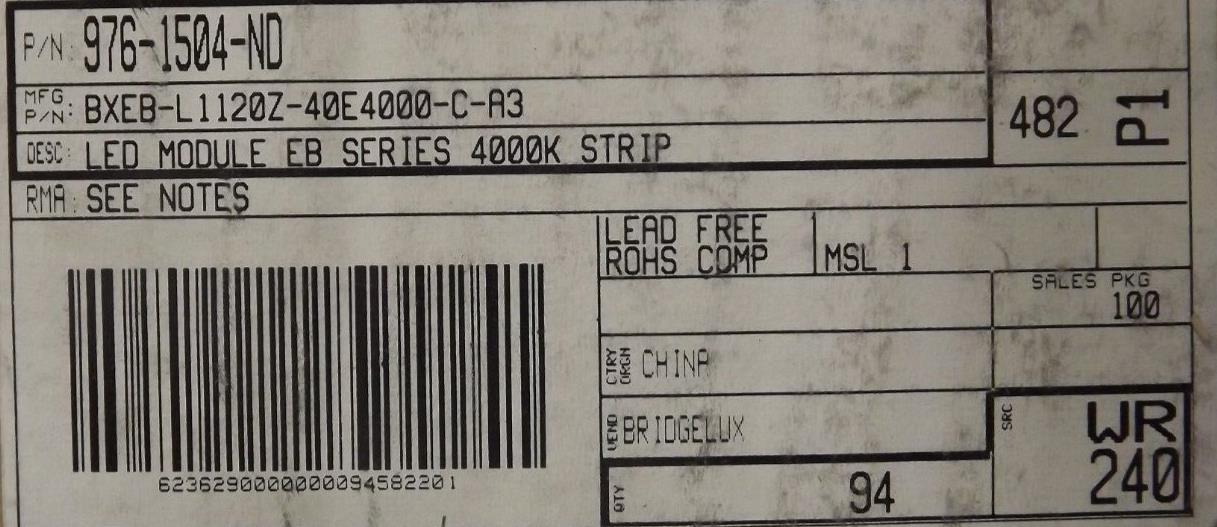 P/N: 976-1504-ND
MFG P/N: BXEB-L1120Z-40E4000-C-A3
482 P1
DESC: LED MODULE EB SERIES 4000K STRIP
RMA: SEE NOTES
LEAD FREE
ROHS COMP
MSL 1
SALES PKG
100
CTRY ORGN CHINA
VEND BRIDGELUX
SRC WR
240
QTY 94
6236290000000094582201